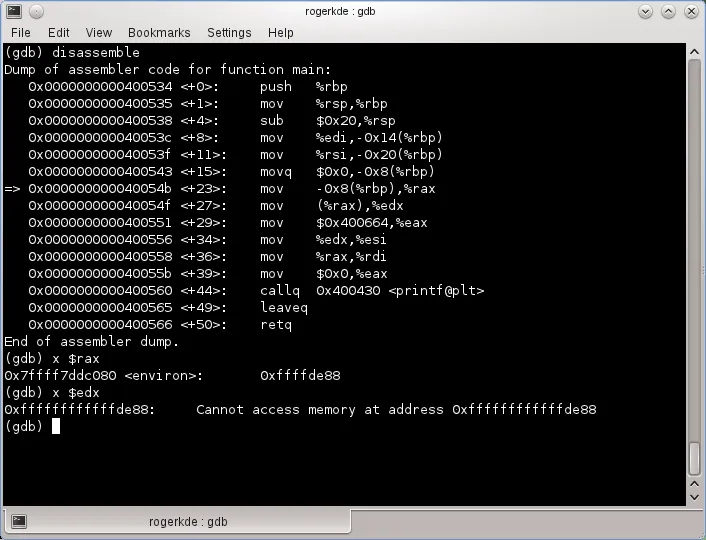 rogerkde : gdb
File Edit View Bookmarks Settings Help
(gdb) disassemble
Dump of assembler code for function main:
   0x0000000000400534 <+0>:     push   %rbp
   0x0000000000400535 <+1>:     mov    %rsp,%rbp
   0x0000000000400538 <+4>:     sub    $0x20,%rsp
   0x000000000040053c <+8>:     mov    %edi,-0x14(%rbp)
   0x000000000040053f <+11>:    mov    %rsi,-0x20(%rbp)
   0x0000000000400543 <+15>:    movq   $0x0,-0x8(%rbp)
=> 0x000000000040054b <+23>:    mov    -0x8(%rbp),%rax
   0x000000000040054f <+27>:    mov    (%rax),%edx
   0x0000000000400551 <+29>:    mov    $0x400664,%eax
   0x0000000000400556 <+34>:    mov    %edx,%esi
   0x0000000000400558 <+36>:    mov    %rax,%rdi
   0x000000000040055b <+39>:    mov    $0x0,%eax
   0x0000000000400560 <+44>:    callq  0x400430 <printf@plt>
   0x0000000000400565 <+49>:    leaveq
   0x0000000000400566 <+50>:    retq
End of assembler dump.
(gdb) x $rax
0x7ffff7ddc080 <environ>:       0xffffde88
(gdb) x $edx
0xffffffffffffde88:     Cannot access memory at address 0xffffffffffffde88
(gdb)
rogerkde : gdb